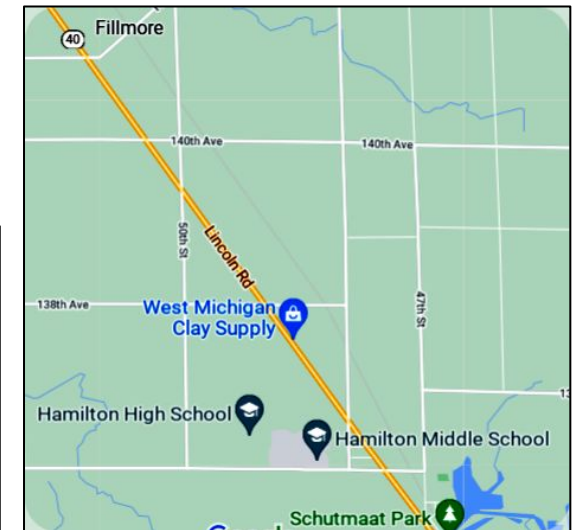 Fillmore
40
140th Ave
140th Ave
50th St
Lincoln Rd
138th Ave
West Michigan
Clay Supply
47th St
Hamilton High School
Hamilton Middle School
Schutmaat Park